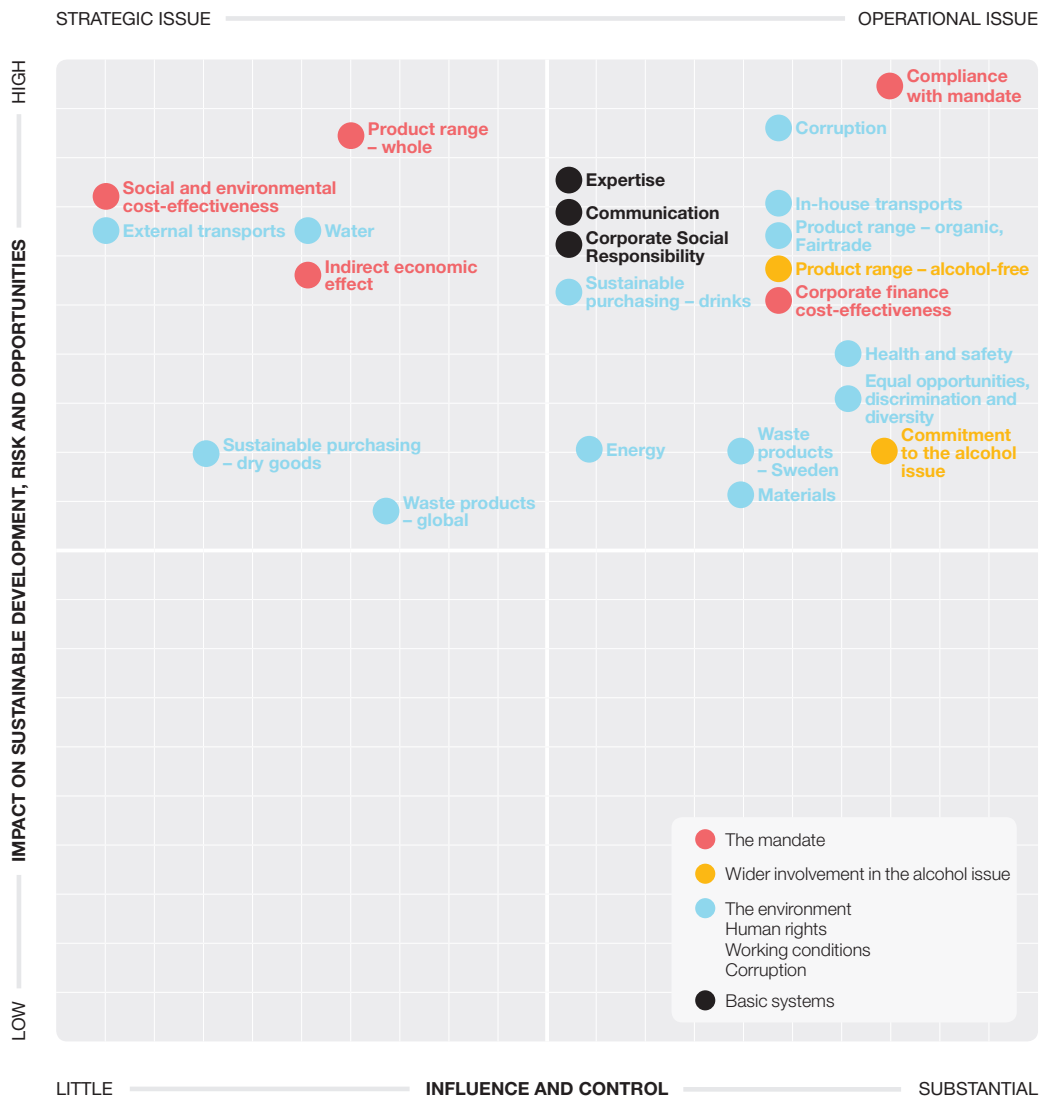 STRATEGIC ISSUE
OPERATIONAL ISSUE
HIGH
IMPACT ON SUSTAINABLE DEVELOPMENT, RISK AND OPPORTUNITIES
LOW
Compliance
with mandate
Corruption
Product range
– whole
Expertise
Social and environmental
cost-effectiveness
In-house transports
Communication
External transports
Water
Product range – organic,
Fairtrade
Corporate Social
Responsibility
Indirect economic
effect
Product range – alcohol-free
Sustainable
purchasing – drinks
Corporate finance
cost-effectiveness
Health and safety
Equal opportunities,
discrimination and
diversity
Sustainable purchasing
– dry goods
Energy
Waste
products
– Sweden
Commitment
to the alcohol
issue
Materials
Waste products
– global
The mandate
Wider involvement in the alcohol issue
The environment
Human rights
Working conditions
Corruption
Basic systems
LITTLE
INFLUENCE AND CONTROL
SUBSTANTIAL